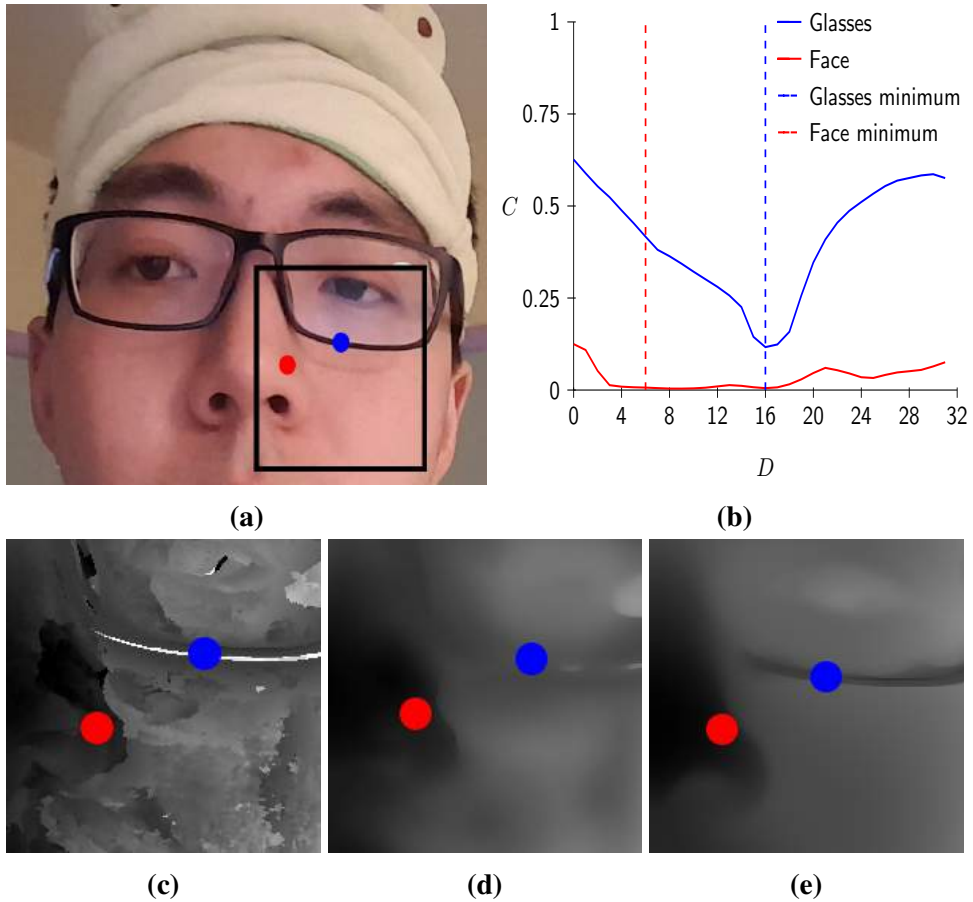 1
0.75
0.5
0.25
0
C
0 4 8 12 16 20 24 28 32
D
Glasses
Face
Glasses minimum
Face minimum
(a)
(b)
(c)
(d)
(e)